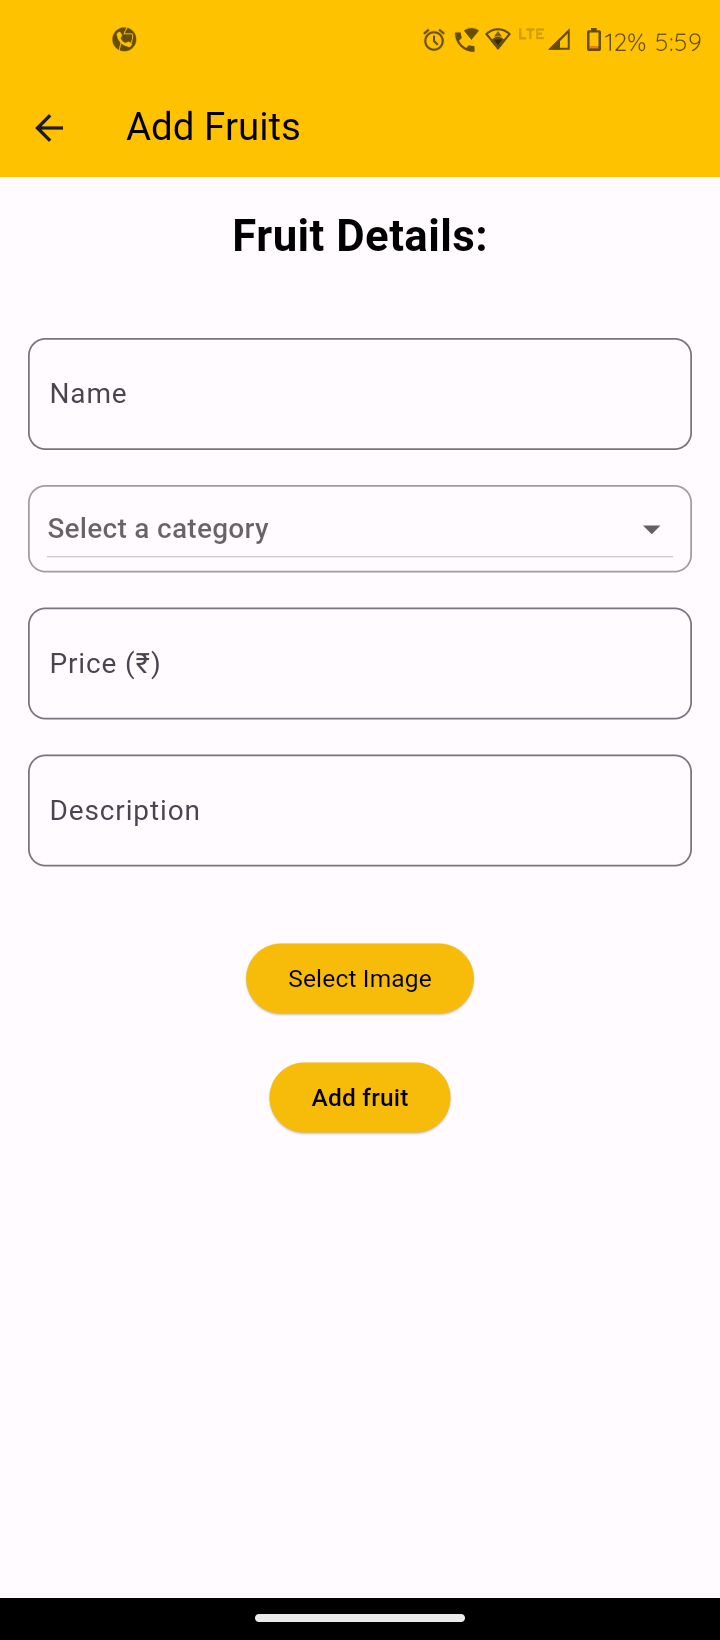 LTE 12% 5:59
Add Fruits
Fruit Details:
Name
Select a category
Price (₹)
Description
Select Image
Add fruit